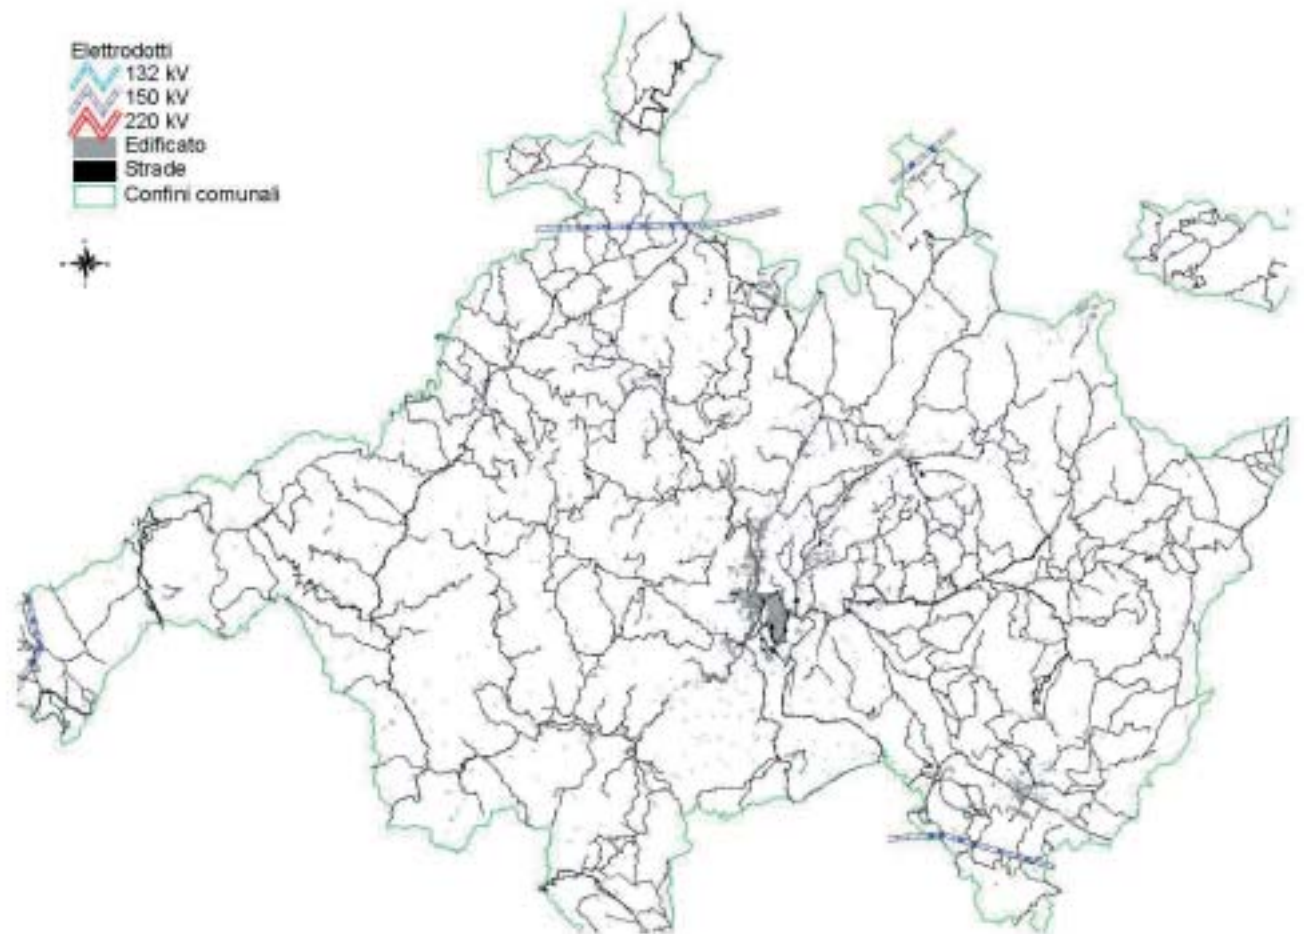 Elettrodotti
132 kV
150 kV
220 kV
Edificato
Strade
Confini comunali